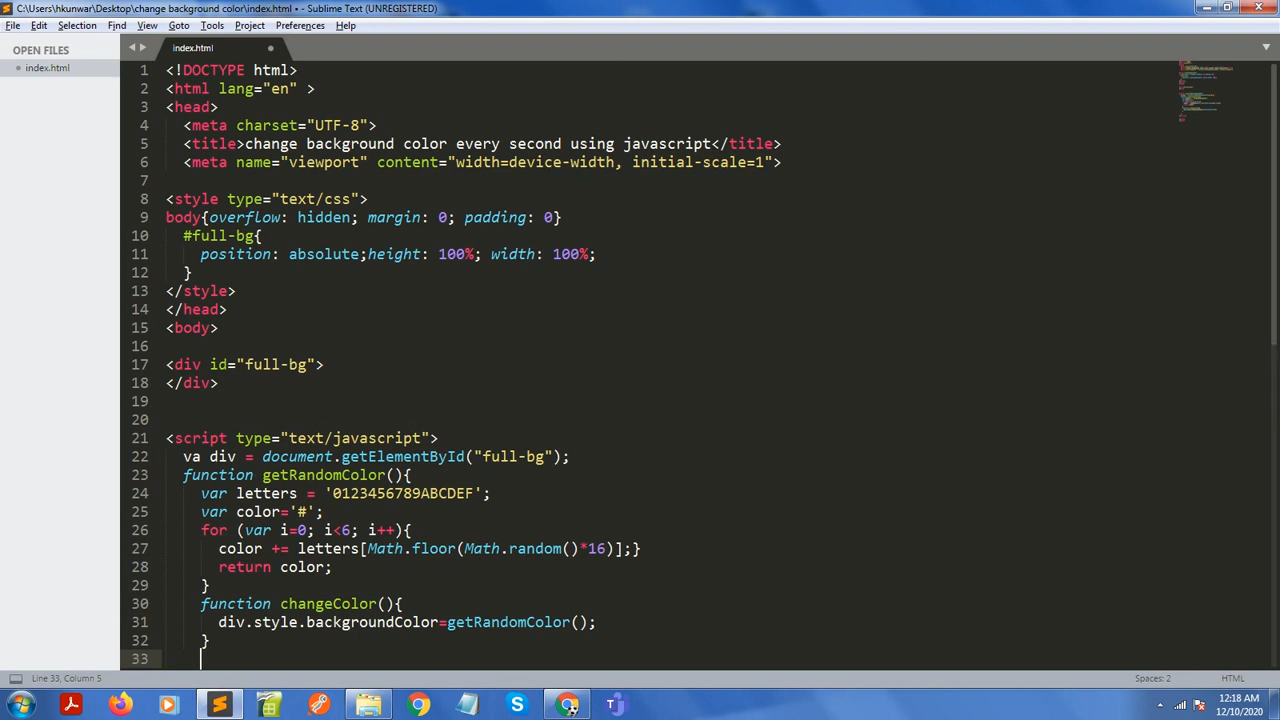 C:\Users\hkunwar\Desktop\change background color\index.html • - Sublime Text (UNREGISTERED)
File Edit Selection Find View Goto Tools Project Preferences Help
OPEN FILES
index.html
index.html
1 <!DOCTYPE html>
2 <html lang="en" >
3 <head>
4 <meta charset="UTF-8">
5 <title>change background color every second using javascript</title>
6 <meta name="viewport" content="width=device-width, initial-scale=1">
7
8 <style type="text/css">
9 body{overflow: hidden; margin: 0; padding: 0}
10 #full-bg{
11 position: absolute;height: 100%; width: 100%;
12 }
13 </style>
14 </head>
15 <body>
16
17 <div id="full-bg">
18 </div>
19
20
21 <script type="text/javascript">
22 va div = document.getElementById("full-bg");
23 function getRandomColor(){
24 var letters = '0123456789ABCDEF';
25 var color='#';
26 for (var i=0; i<6; i++){
27 color += letters[Math.floor(Math.random()*16)];}
28 return color;
29 }
30 function changeColor(){
31 div.style.backgroundColor=getRandomColor();
32 }
33
Line 33, Column 5
Spaces: 2
HTML
12:18 AM
12/10/2020